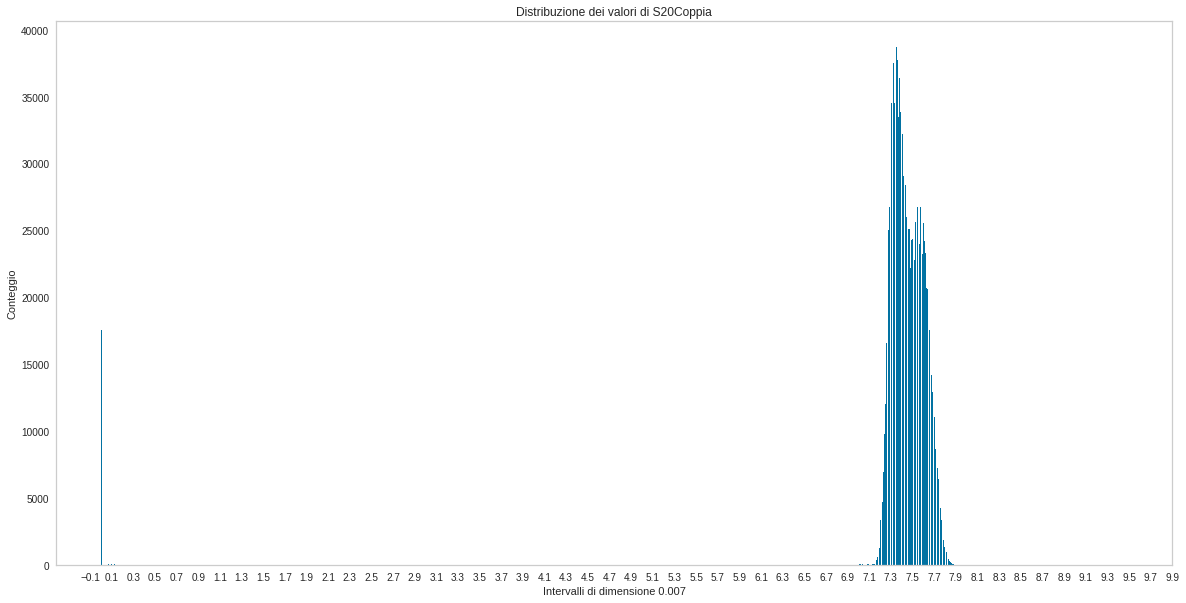 Distribuzione dei valori di S20Coppia
40000
35000
30000
25000
20000
15000
10000
5000
0
Conteggio
−0.1 0.1 0.3 0.5 0.7 0.9 1.1 1.3 1.5 1.7 1.9 2.1 2.3 2.5 2.7 2.9 3.1 3.3 3.5 3.7 3.9 4.1 4.3 4.5 4.7 4.9 5.1 5.3 5.5 5.7 5.9 6.1 6.3 6.5 6.7 6.9 7.1 7.3 7.5 7.7 7.9 8.1 8.3 8.5 8.7 8.9 9.1 9.3 9.5 9.7 9.9
Intervalli di dimensione 0.007